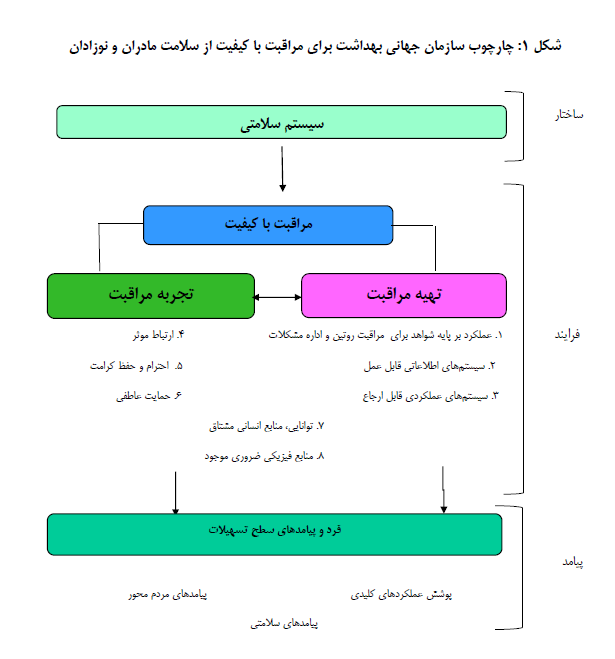 شکل ۱: چارچوب سازمان جهانی بهداشت برای مراقبت با کیفیت از سلامت مادران و نوزادان
ساختار
سیستم سلامتی
مراقبت با کیفیت
فرایند
تهیه مراقبت
تجربه مراقبت
۱. عملکرد بر پایه شواهد برای مراقبت روتین و اداره مشکلات
۲. سیستم‌های اطلاعاتی قابل عمل
۳. سیستم‌های عملکردی قابل ارجاع
۴. ارتباط موثر
۵. احترام و حفظ کرامت
۶. حمایت عاطفی
۷. توانایی، منابع انسانی مشتاق
۸. منابع فیزیکی ضروری موجود
پیامد
فرد و پیامدهای سطح تسهیلات
پوشش عملکردهای کلیدی
پیامدهای مردم محور
پیامدهای سلامتی